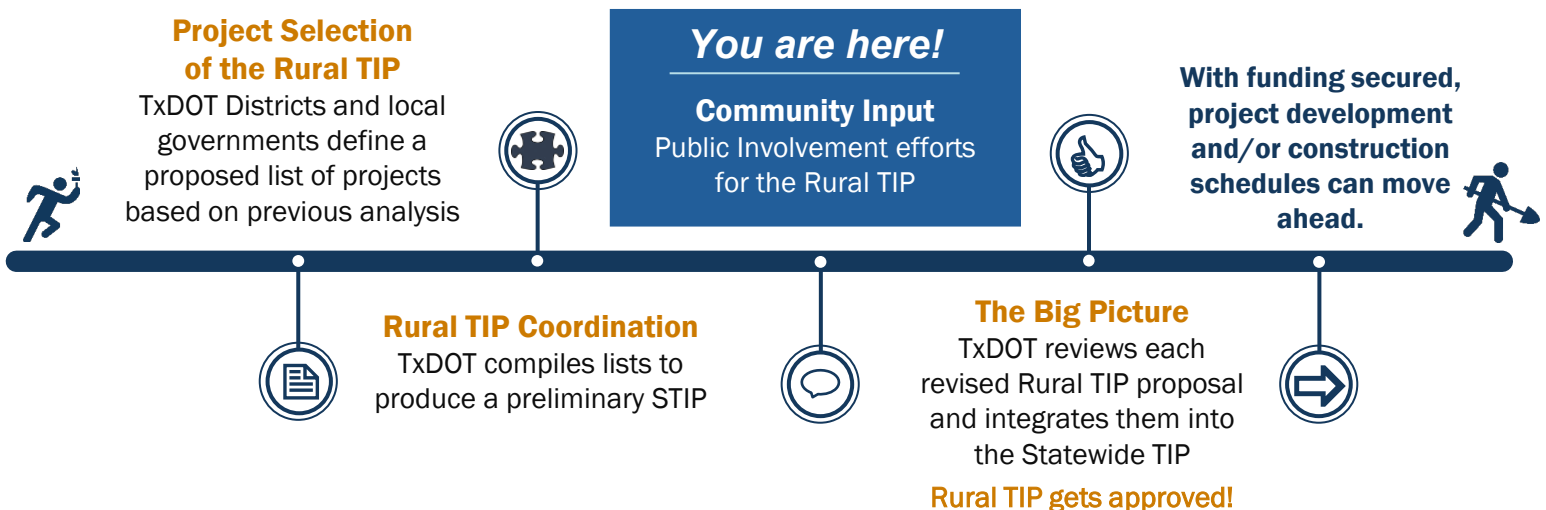 Project Selection
of the Rural TIP
TxDOT Districts and local
governments define a
proposed list of projects
based on previous analysis
Rural TIP Coordination
TxDOT compiles lists to
produce a preliminary STIP
You are here!
Community Input
Public Involvement efforts
for the Rural TIP
The Big Picture
TxDOT reviews each
revised Rural TIP proposal
and integrates them into
the Statewide TIP
Rural TIP gets approved!
With funding secured,
project development
and/or construction
schedules can move
ahead.